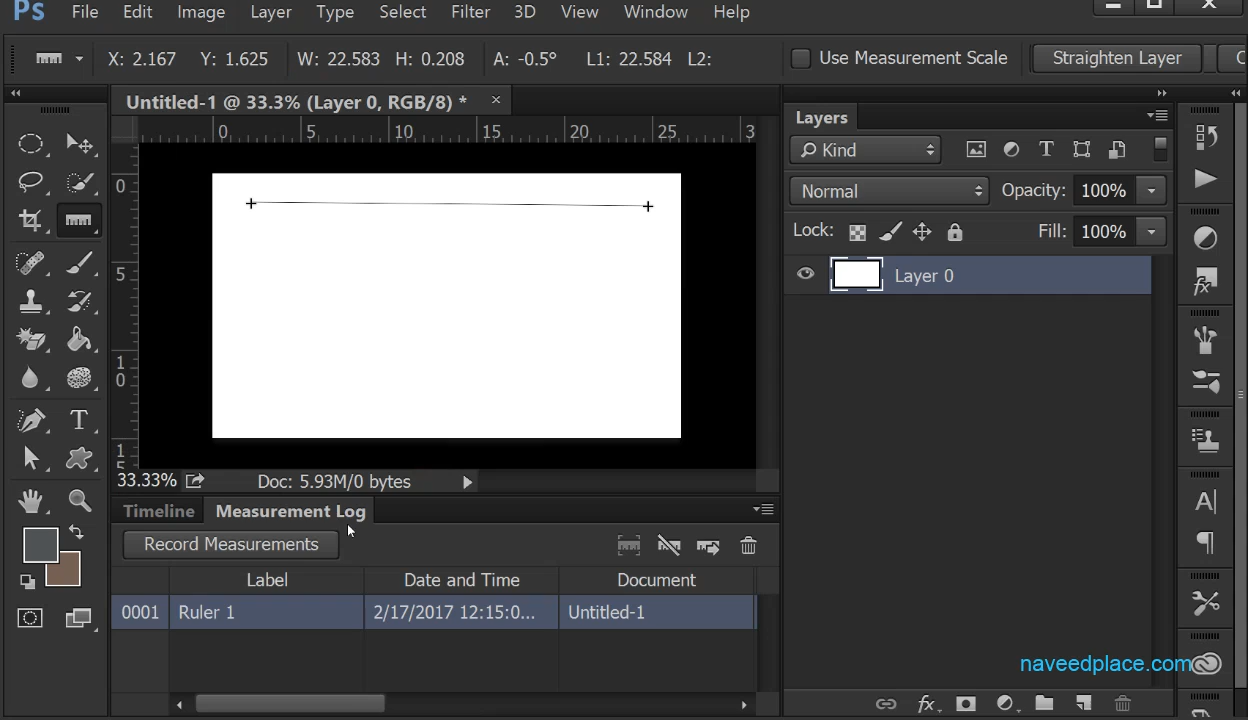 Ps File Edit Image Layer Type Select Filter 3D View Window Help
X: 2.167 Y: 1.625 W: 22.583 H: 0.208 A: -0.5° L1: 22.584 L2: Use Measurement Scale Straighten Layer
Untitled-1 @ 33.3% (Layer 0, RGB/8) * ×
0 5 10 15 20 25 3
0
5
10
15
33.33% Doc: 5.93M/0 bytes
Timeline Measurement Log
Record Measurements
Label Date and Time Document
0001 Ruler 1 2/17/2017 12:15:0... Untitled-1
Layers
Kind
Normal Opacity: 100%
Lock: Fill: 100%
Layer 0
naveedplace.com
fx